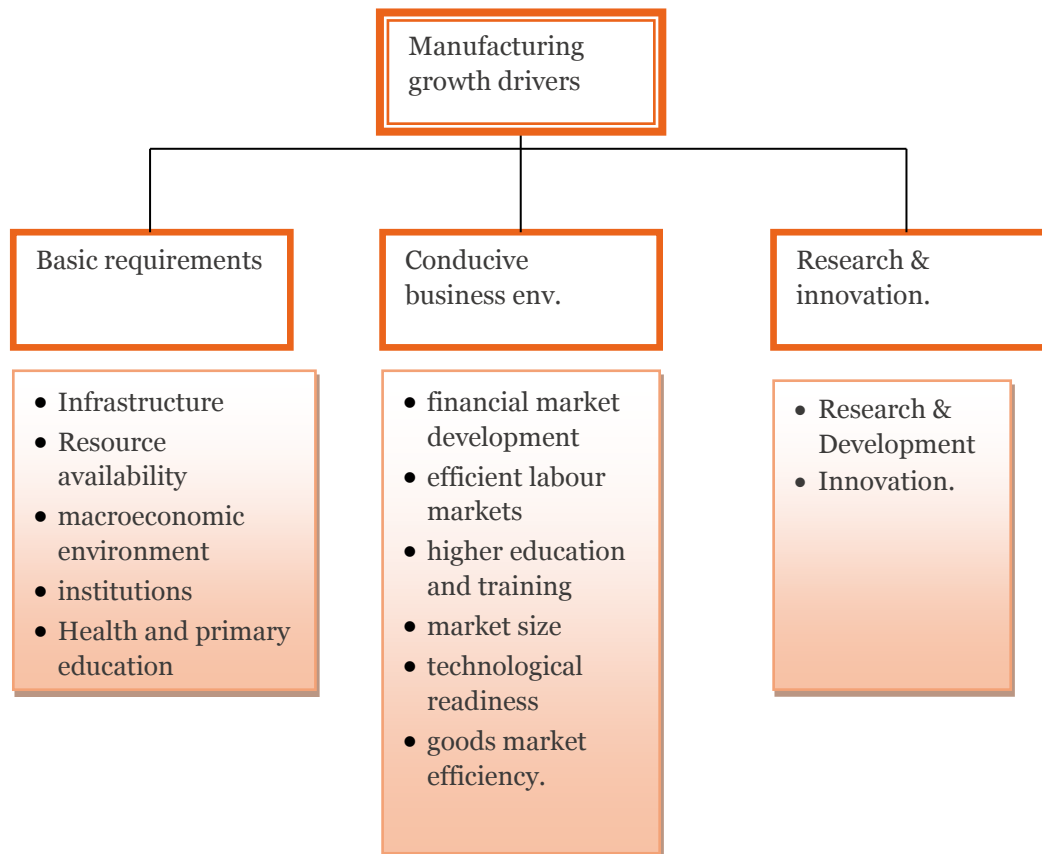 Manufacturing
growth drivers
Basic requirements
Conducive
business env.
Research &
innovation.
• Infrastructure
• Resource
availability
• macroeconomic
environment
• institutions
• Health and primary
education
• financial market
development
• efficient labour
markets
• higher education
and training
• market size
• technological
readiness
• goods market
efficiency.
• Research &
Development
• Innovation.